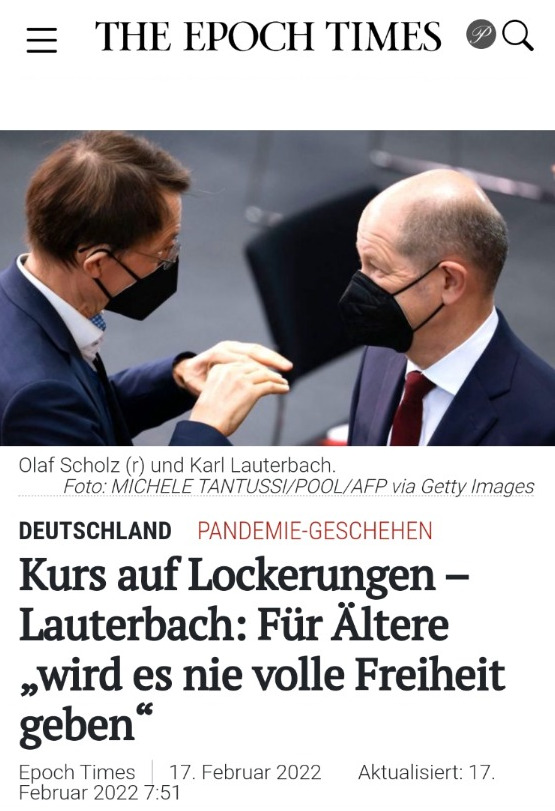 THE EPOCH TIMES
Olaf Scholz (r) und Karl Lauterbach.
Foto: MICHELE TANTUSSI/POOL/AFP via Getty Images
DEUTSCHLAND PANDEMIE-GESCHEHEN
Kurs auf Lockerungen –
Lauterbach: Für Ältere
„wird es nie volle Freiheit
geben“
Epoch Times 17. Februar 2022 Aktualisiert: 17.
Februar 2022 7:51